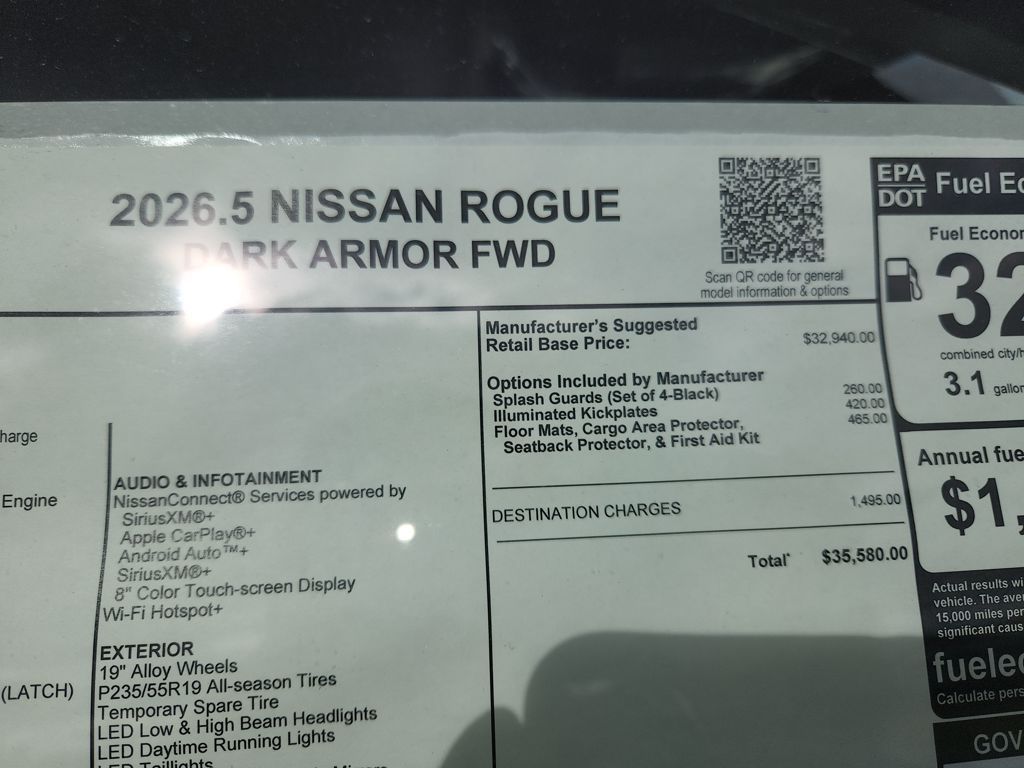 2026.5 NISSAN ROGUE
DARK ARMOR FWD
Scan QR code for general
model information & options
EPA
DOT
Fuel Ec
Fuel Econor
32
combined city/h
3.1 gallor
Manufacturer's Suggested
Retail Base Price: $32,940.00
Options Included by Manufacturer
Splash Guards (Set of 4-Black) 260.00
Illuminated Kickplates 420.00
Floor Mats, Cargo Area Protector, 465.00
Seatback Protector, & First Aid Kit
DESTINATION CHARGES 1,495.00
Total* $35,580.00
harge
Engine
(LATCH)
AUDIO & INFOTAINMENT
NissanConnect® Services powered by
SiriusXM®+
Apple CarPlay®+
Android Auto™+
SiriusXM®+
8" Color Touch-screen Display
Wi-Fi Hotspot+
EXTERIOR
19" Alloy Wheels
P235/55R19 All-season Tires
Temporary Spare Tire
LED Low & High Beam Headlights
LED Daytime Running Lights
LED Taillights
Annual fue
$1,
Actual results wi
vehicle. The aver
15,000 miles per
significant caus
fuelec
Calculate pers
GOV